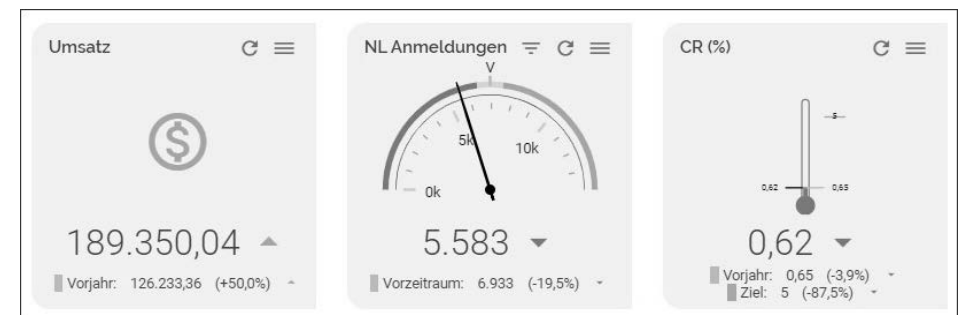 Umsatz
$
189.350,04
Vorjahr: 126.233,36 (+50,0%)
NL Anmeldungen
V
5k
10k
0k
5.583
Vorzeitraum: 6.933 (-19,5%)
CR (%)
5
0,62
0,65
0,62
Vorjahr: 0,65 (-3,9%)
Ziel: 5 (-87,5%)